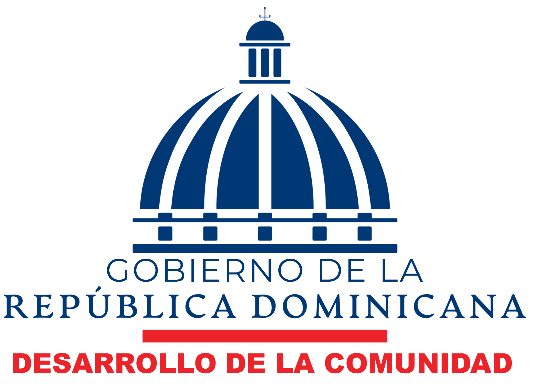 GOBIERNO DE LA
REPÚBLICA DOMINICANA
DESARROLLO DE LA COMUNIDAD